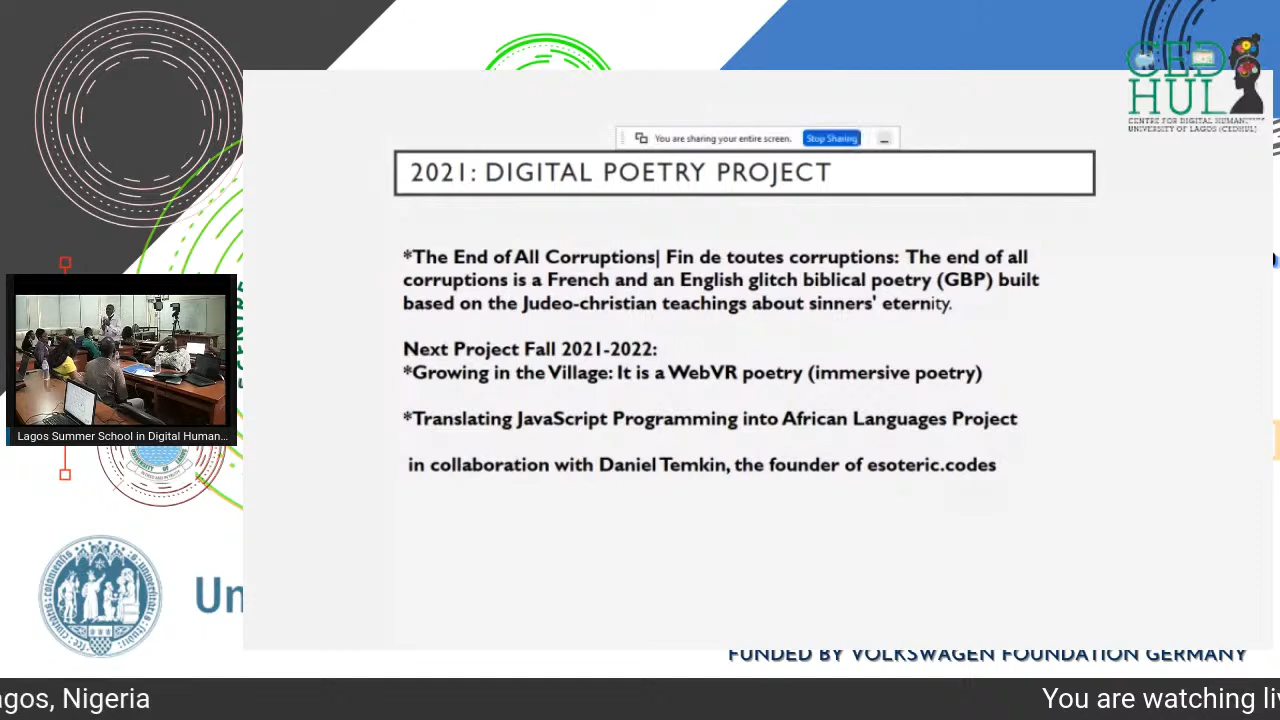 CED
HUL
CENTRE FOR DIGITAL HUMANITIES
UNIVERSITY OF LAGOS (CEDHUL)
You are sharing your entire screen.
Stop Sharing
2021: DIGITAL POETRY PROJECT
*The End of All Corruptions| Fin de toutes corruptions: The end of all
corruptions is a French and an English glitch biblical poetry (GBP) built
based on the Judeo-christian teachings about sinners' eternity.
Next Project Fall 2021-2022:
*Growing in the Village: It is a WebVR poetry (immersive poetry)
*Translating JavaScript Programming into African Languages Project
in collaboration with Daniel Temkin, the founder of esoteric.codes
Lagos Summer School in Digital Human...
Un
FUNDED BY VOLKSWAGEN FOUNDATION GERMANY
agos, Nigeria
You are watching liv